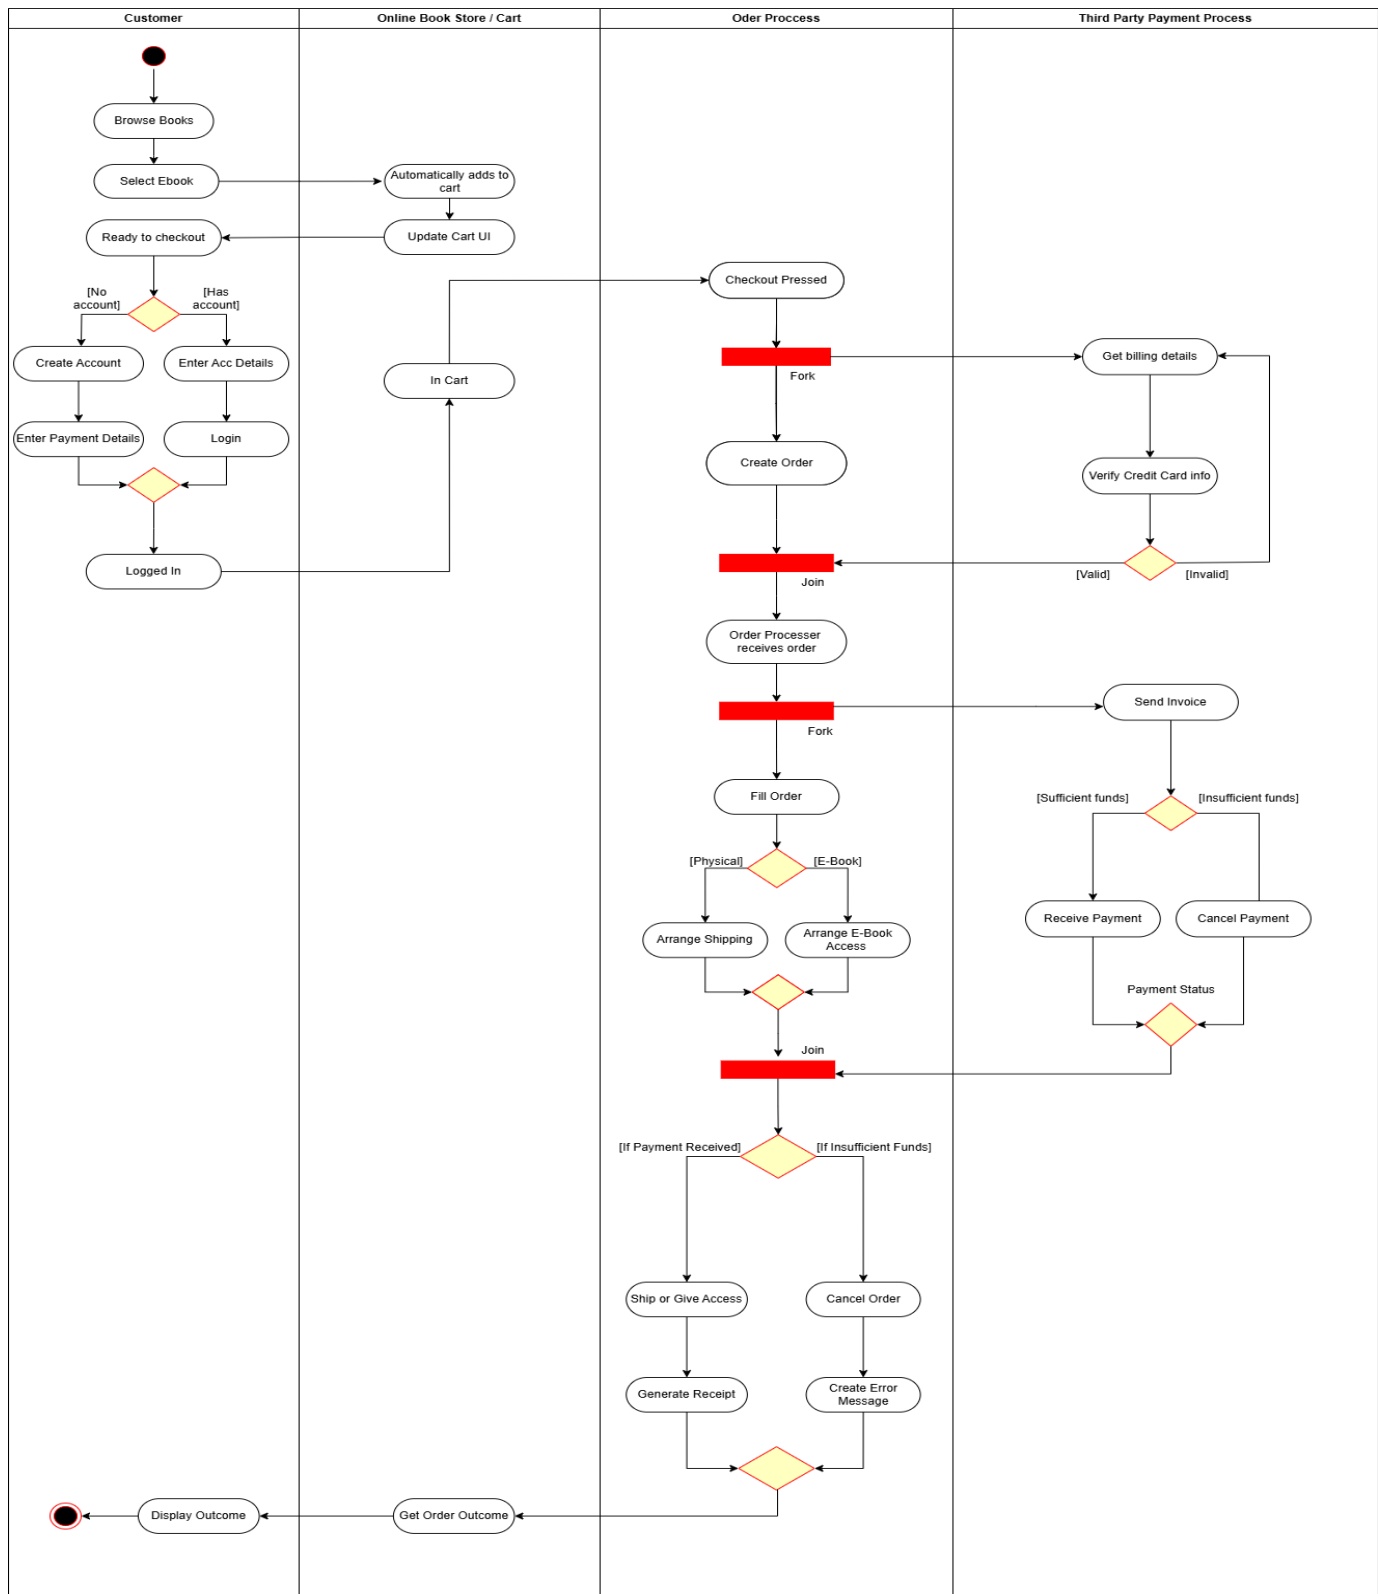 Customer
Online Book Store / Cart
Oder Proccess
Third Party Payment Process
Browse Books
Select Ebook
Automatically adds to
cart
Ready to checkout
Update Cart UI
Checkout Pressed
[No
account]
[Has
account]
Create Account
Enter Acc Details
In Cart
Fork
Get billing details
Enter Payment Details
Login
Create Order
Verify Credit Card info
Logged In
Join
[Valid]
[Invalid]
Order Processer
receives order
Send Invoice
Fork
Fill Order
[Sufficient funds]
[Insufficient funds]
[Physical]
[E-Book]
Arrange Shipping
Arrange E-Book
Access
Receive Payment
Cancel Payment
Payment Status
Join
[If Payment Received]
[If Insufficient Funds]
Ship or Give Access
Cancel Order
Generate Receipt
Create Error
Message
Display Outcome
Get Order Outcome